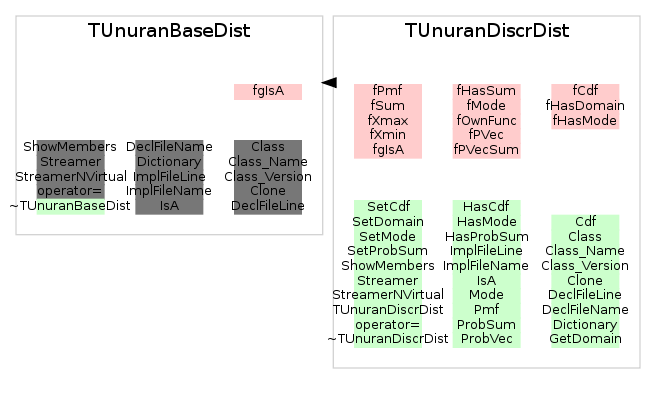 TUnuranBaseDist
fgIsA
ShowMembers
Streamer
StreamerNVirtual
operator=
~TUnuranBaseDist
DeclFileName
Dictionary
ImplFileLine
ImplFileName
IsA
Class
Class_Name
Class_Version
Clone
DeclFileLine
TUnuranDiscrDist
fPmf
fSum
fXmax
fXmin
fgIsA
fHasSum
fMode
fOwnFunc
fPVec
fPVecSum
fCdf
fHasDomain
fHasMode
SetCdf
SetDomain
SetMode
SetProbSum
ShowMembers
Streamer
StreamerNVirtual
TUnuranDiscrDist
operator=
~TUnuranDiscrDist
HasCdf
HasMode
HasProbSum
ImplFileLine
ImplFileName
IsA
Mode
Pmf
ProbSum
ProbVec
Cdf
Class
Class_Name
Class_Version
Clone
DeclFileLine
DeclFileName
Dictionary
GetDomain